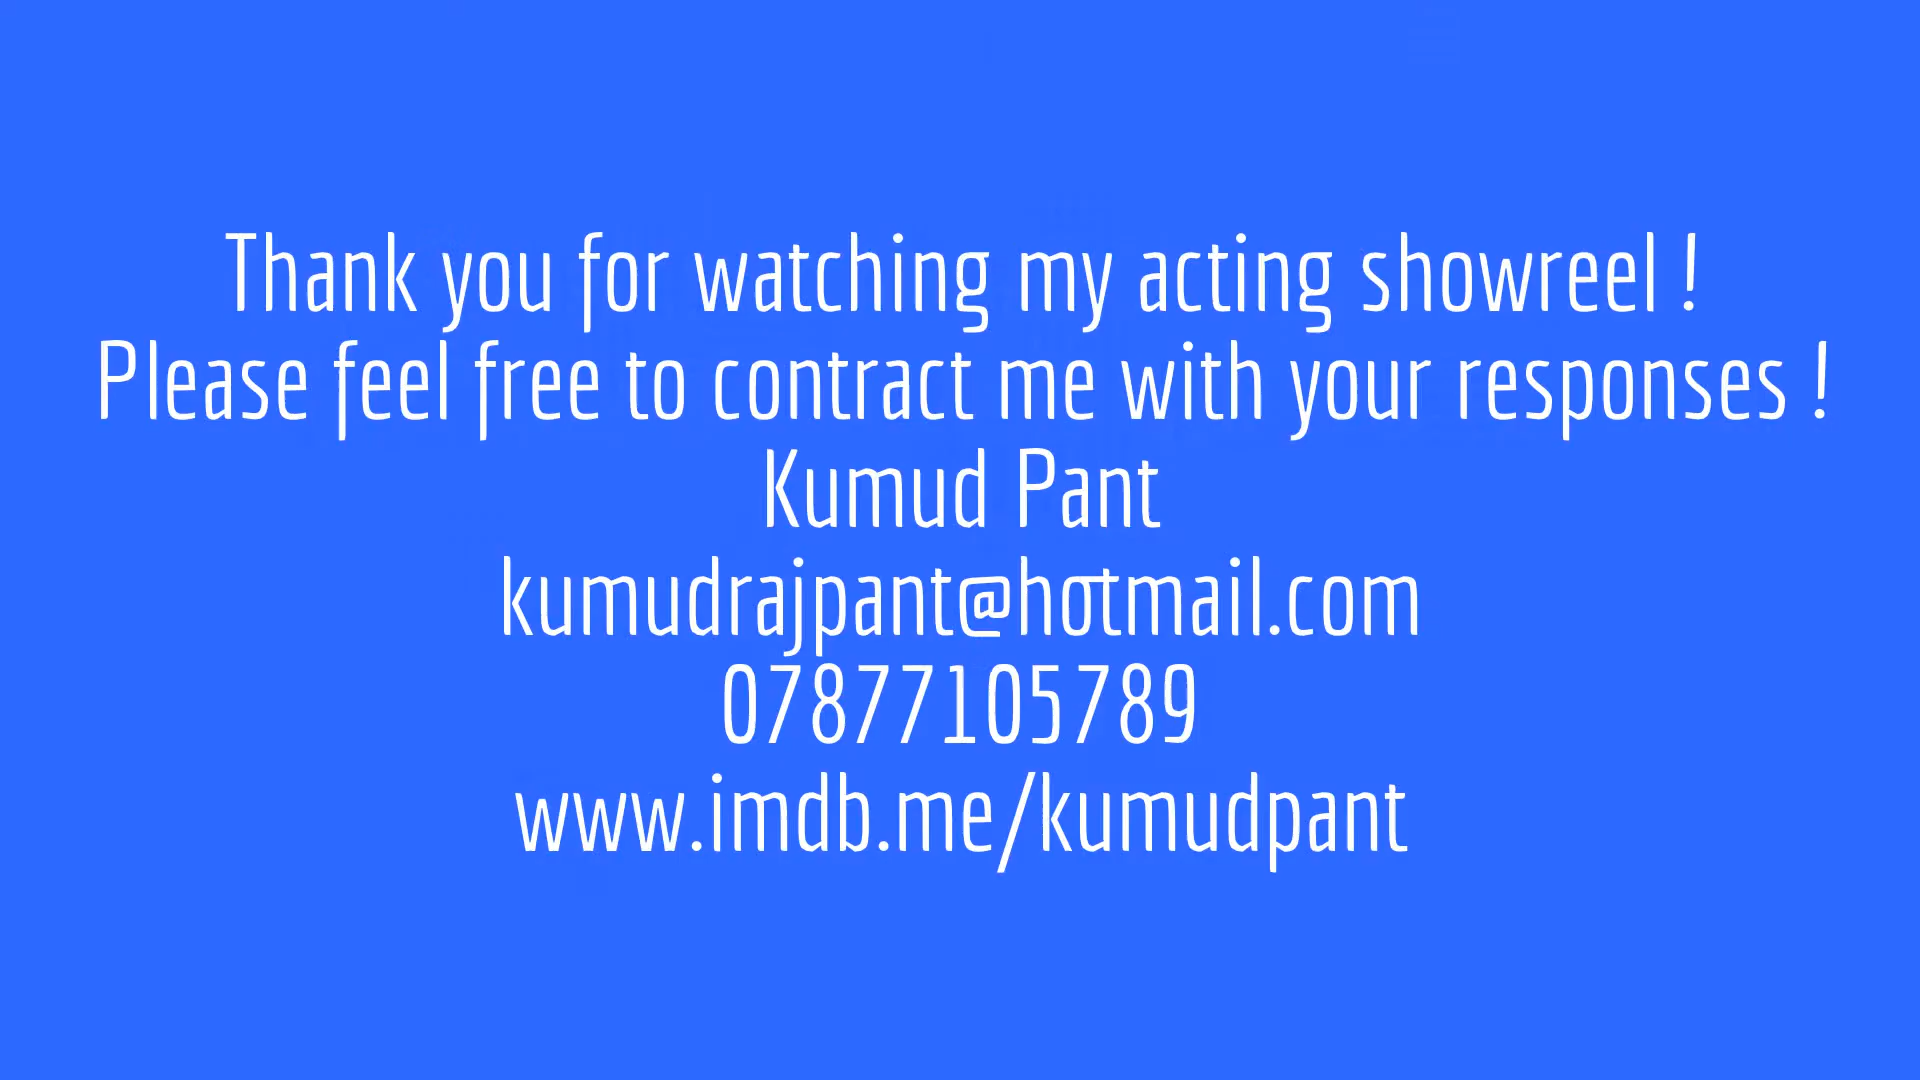 Thank you for watching my acting showreel !
Please feel free to contract me with your responses !
Kumud Pant
kumudrajpant@hotmail.com
07877105789
www.imdb.me/kumudpant